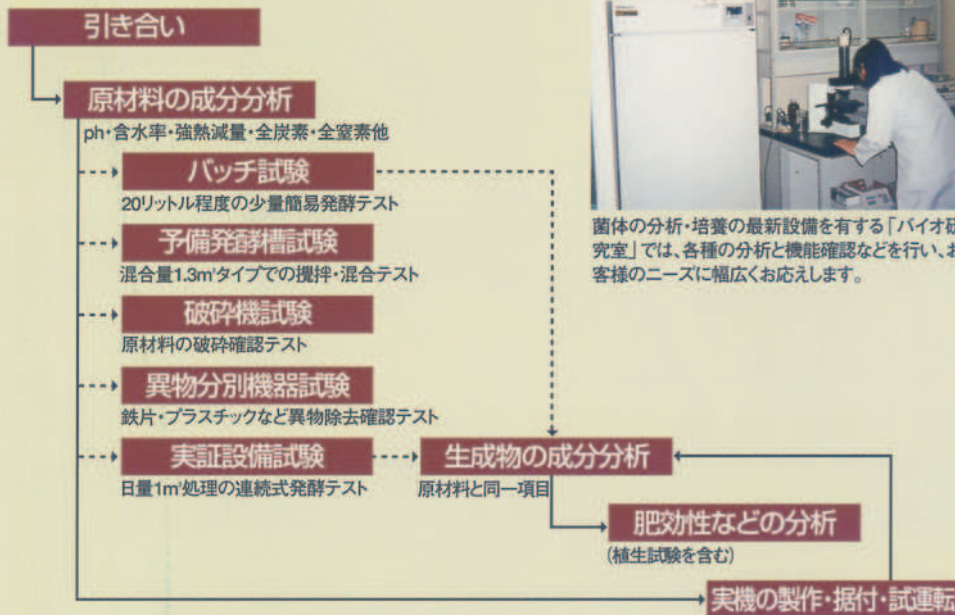 引き合い
原材料の成分分析
ph・含水率・強熱減量・全炭素・全窒素他
バッチ試験
20リットル程度の少量簡易発酵テスト
予備発酵槽試験
混合量1.3m³タイプでの攪拌・混合テスト
破砕機試験
原材料の破砕確認テスト
異物分別機器試験
鉄片・プラスチックなど異物除去確認テスト
実証設備試験
日量1m³処理の連続式発酵テスト
生成物の成分分析
原材料と同一項目
肥効性などの分析
(植生試験を含む)
実機の製作・据付・試運転
菌体の分析・培養の最新設備を有する「バイオ研
究室」では、各種の分析と機能確認などを行い、お
客様のニーズに幅広くお応えします。